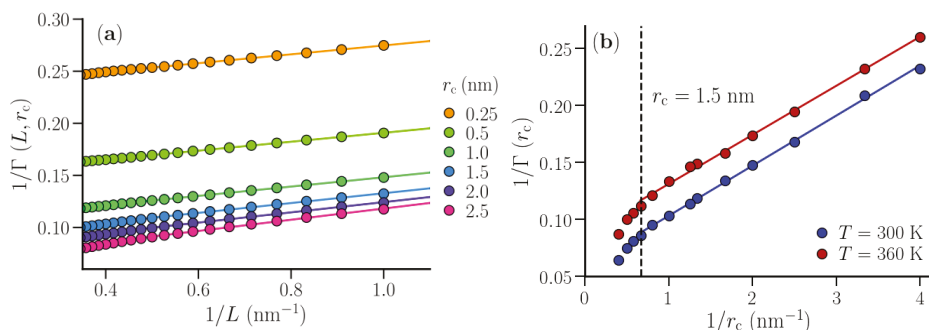 (a)
1/Γ (L, r_c)
0.30
0.25
0.20
0.15
0.10
0.4
0.6
0.8
1.0
1/L (nm⁻¹)
r_c (nm)
0.25
0.5
1.0
1.5
2.0
2.5
(b)
1/Γ (r_c)
0.25
0.20
0.15
0.10
0.05
0
1
2
3
4
1/r_c (nm⁻¹)
r_c = 1.5 nm
T = 300 K
T = 360 K